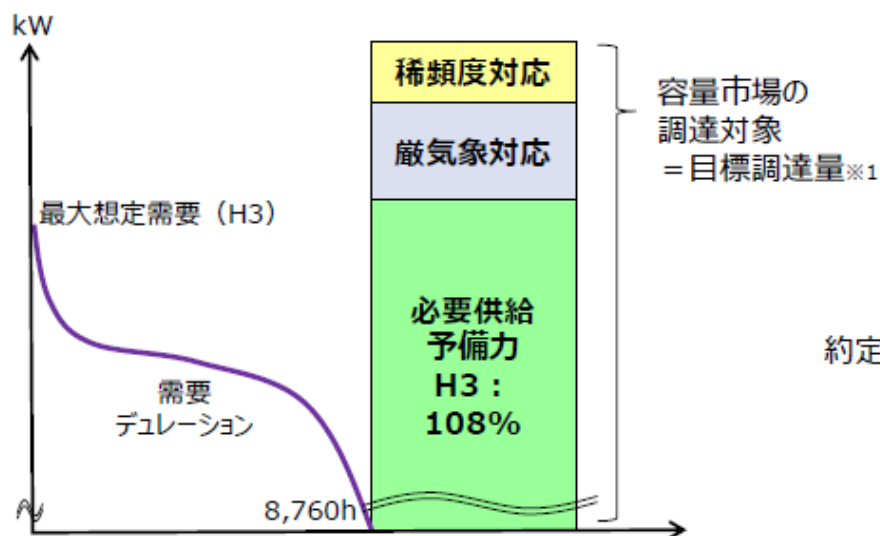 kW
稀頻度対応
厳気象対応
容量市場の
調達対象
＝目標調達量※1
最大想定需要（H3）
必要供給
予備力
H3：
108%
約定
需要
デュレーション
8,760h